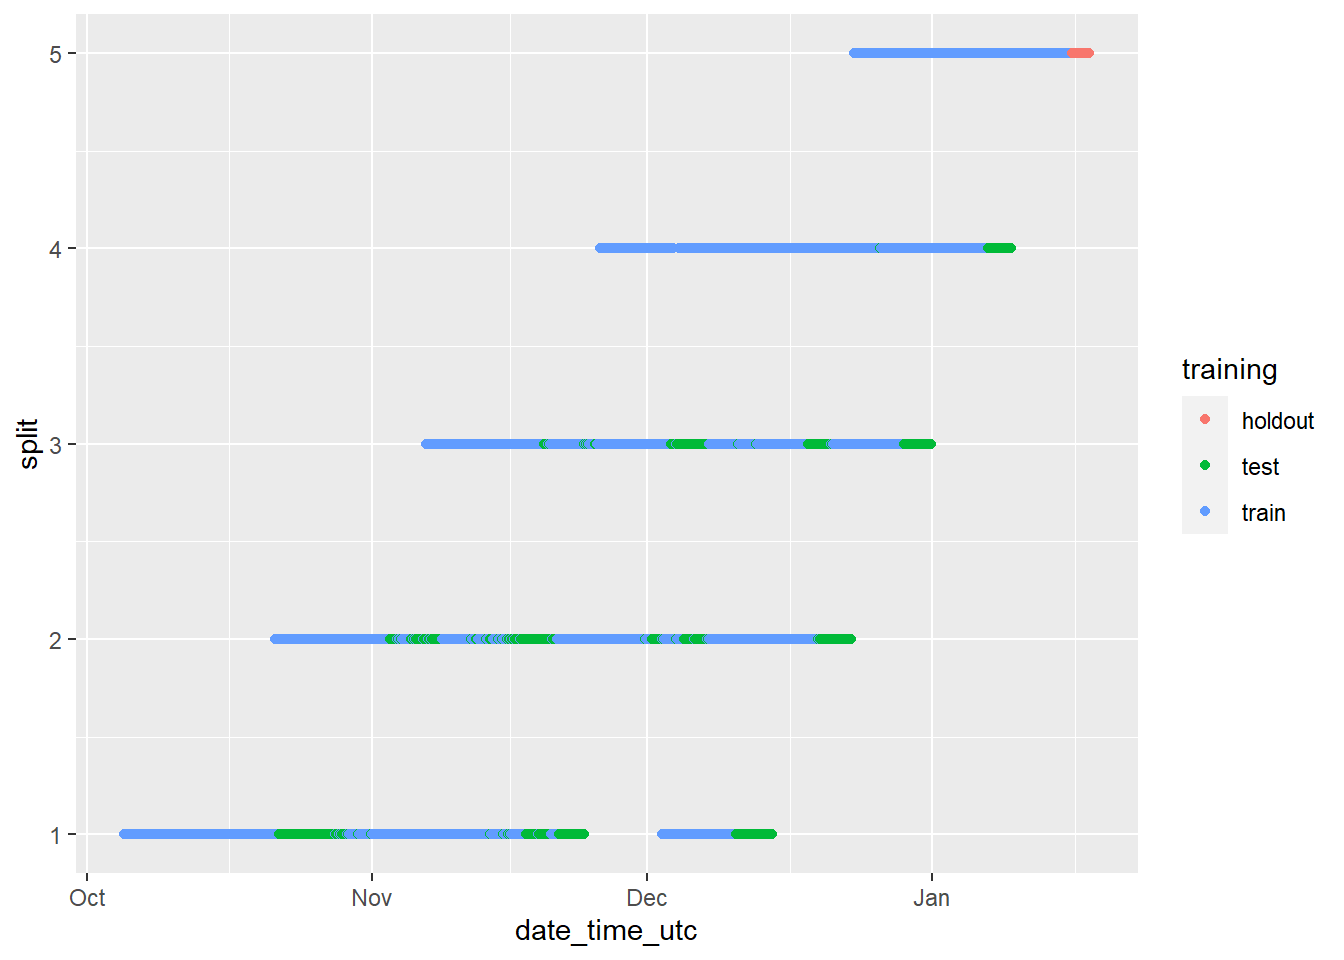 5
4
3
2
1
split
Oct Nov Dec Jan
date_time_utc
training
holdout
test
train